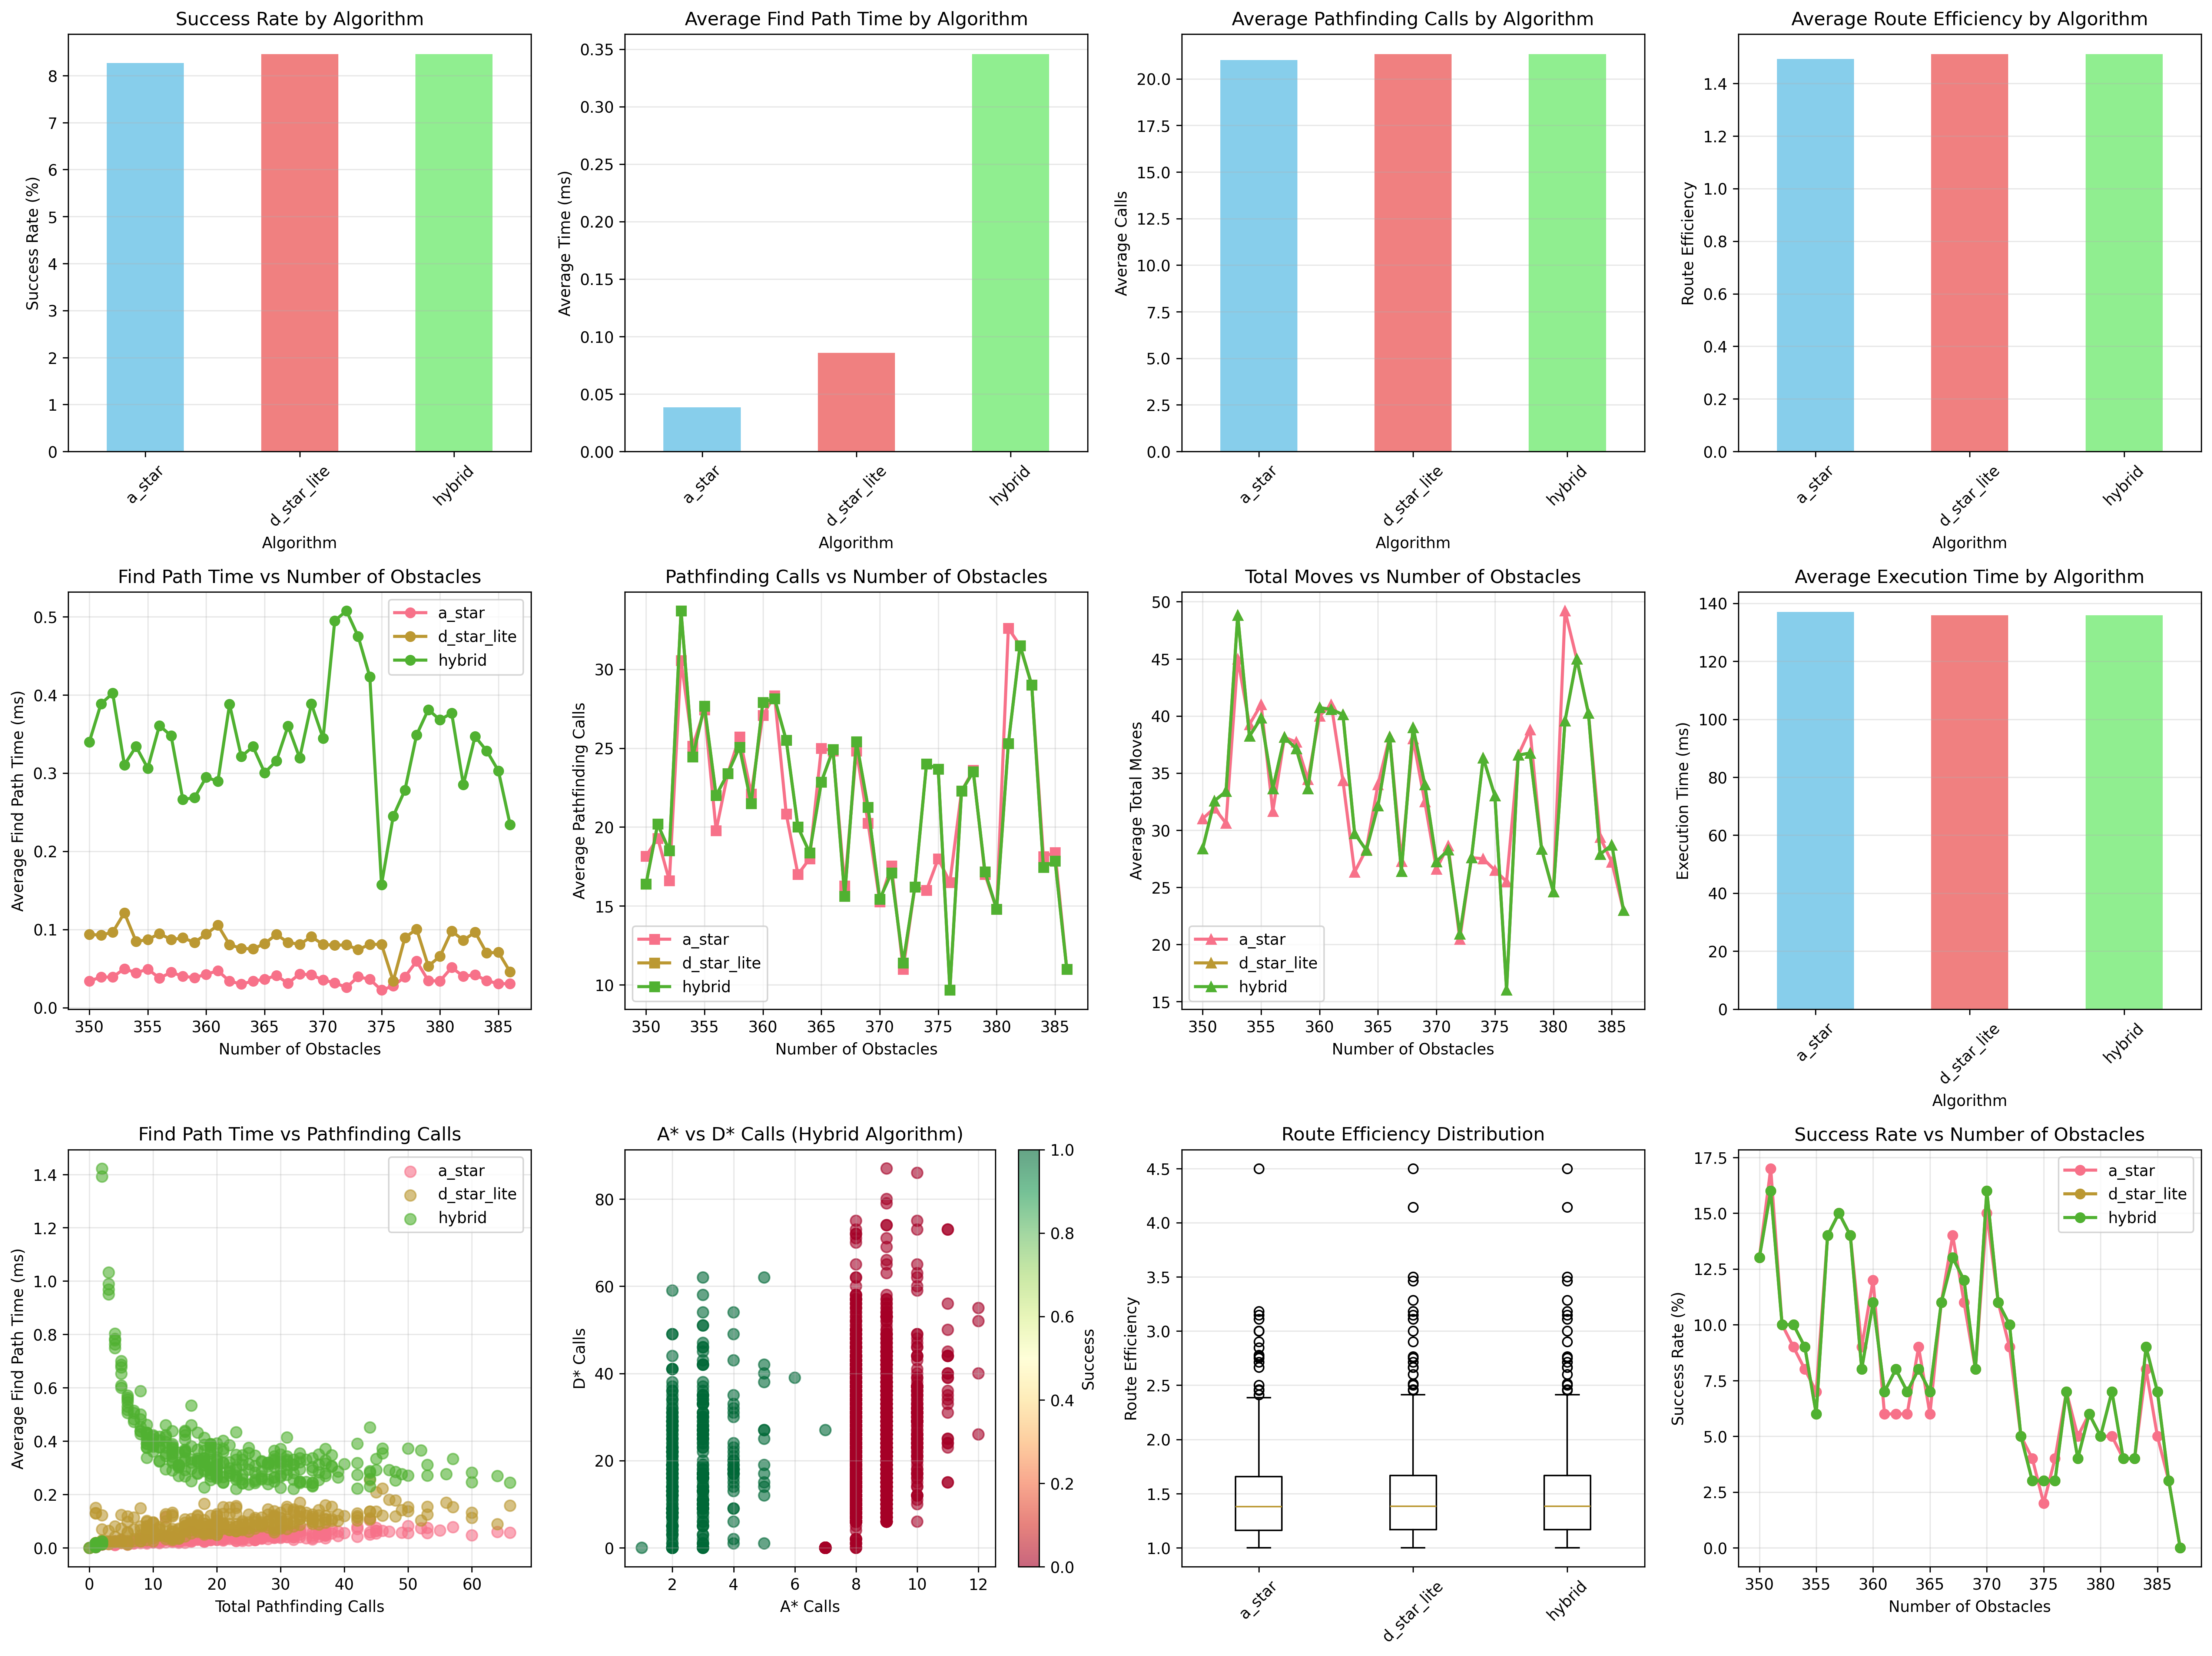 Success Rate by Algorithm
Success Rate (%)
8
7
6
5
4
3
2
1
0
a_star
d_star_lite
hybrid
Algorithm
Average Find Path Time by Algorithm
Average Time (ms)
0.35
0.30
0.25
0.20
0.15
0.10
0.05
0.00
a_star
d_star_lite
hybrid
Algorithm
Average Pathfinding Calls by Algorithm
Average Calls
20.0
17.5
15.0
12.5
10.0
7.5
5.0
2.5
0.0
a_star
d_star_lite
hybrid
Algorithm
Average Route Efficiency by Algorithm
Route Efficiency
1.4
1.2
1.0
0.8
0.6
0.4
0.2
0.0
a_star
d_star_lite
hybrid
Algorithm
Find Path Time vs Number of Obstacles
Average Find Path Time (ms)
0.5
0.4
0.3
0.2
0.1
0.0
a_star
d_star_lite
hybrid
350 355 360 365 370 375 380 385
Number of Obstacles
Pathfinding Calls vs Number of Obstacles
Average Pathfinding Calls
30
25
20
15
10
a_star
d_star_lite
hybrid
350 355 360 365 370 375 380 385
Number of Obstacles
Total Moves vs Number of Obstacles
Average Total Moves
50
45
40
35
30
25
20
15
a_star
d_star_lite
hybrid
350 355 360 365 370 375 380 385
Number of Obstacles
Average Execution Time by Algorithm
Execution Time (ms)
140
120
100
80
60
40
20
0
a_star
d_star_lite
hybrid
Algorithm
Find Path Time vs Pathfinding Calls
Average Find Path Time (ms)
1.4
1.2
1.0
0.8
0.6
0.4
0.2
0.0
a_star
d_star_lite
hybrid
0 10 20 30 40 50 60
Total Pathfinding Calls
A* vs D* Calls (Hybrid Algorithm)
D* Calls
80
60
40
20
0
2 4 6 8 10 12
A* Calls
1.0
0.8
0.6
0.4
0.2
0.0
Success
Route Efficiency Distribution
Route Efficiency
4.5
4.0
3.5
3.0
2.5
2.0
1.5
1.0
a_star
d_star_lite
hybrid
Success Rate vs Number of Obstacles
Success Rate (%)
17.5
15.0
12.5
10.0
7.5
5.0
2.5
0.0
a_star
d_star_lite
hybrid
350 355 360 365 370 375 380 385
Number of Obstacles